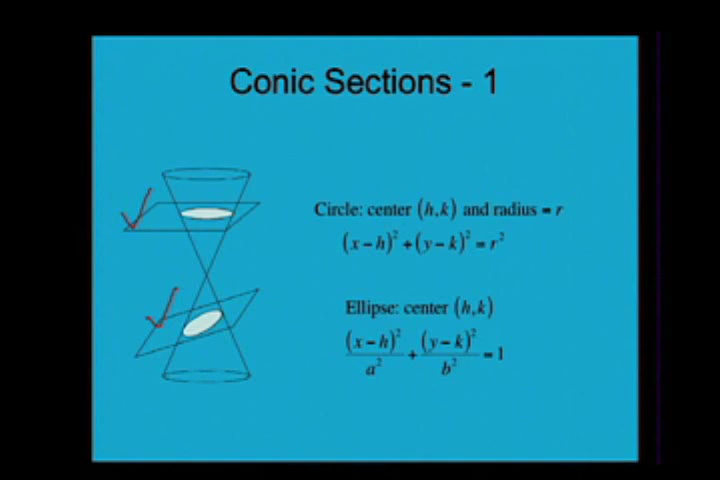 Conic Sections - 1
Circle: center (h,k) and radius = r
(x-h)² + (y-k)² = r²
Ellipse: center (h,k)
(x-h)²/a² + (y-k)²/b² = 1